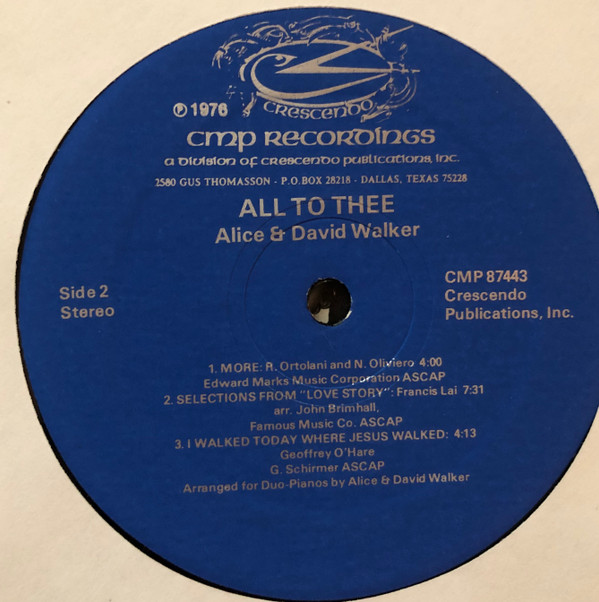 CRESCENDO
℗ 1976
CMP RECORDINGS
a division of crescendo publications, inc.
2580 GUS THOMASSON - P.O. BOX 28218 - DALLAS, TEXAS 75228
ALL TO THEE
Alice & David Walker
Side 2
Stereo
CMP 87443
Crescendo
Publications, Inc.
1. MORE: R. Ortolani and N. Oliviero 4:00
Edward Marks Music Corporation ASCAP
2. SELECTIONS FROM "LOVE STORY": Francis Lai 7:31
arr. John Brimhall,
Famous Music Co. ASCAP
3. I WALKED TODAY WHERE JESUS WALKED: 4:13
Geoffrey O'Hare
G. Schirmer ASCAP
Arranged for Duo-Pianos by Alice & David Walker